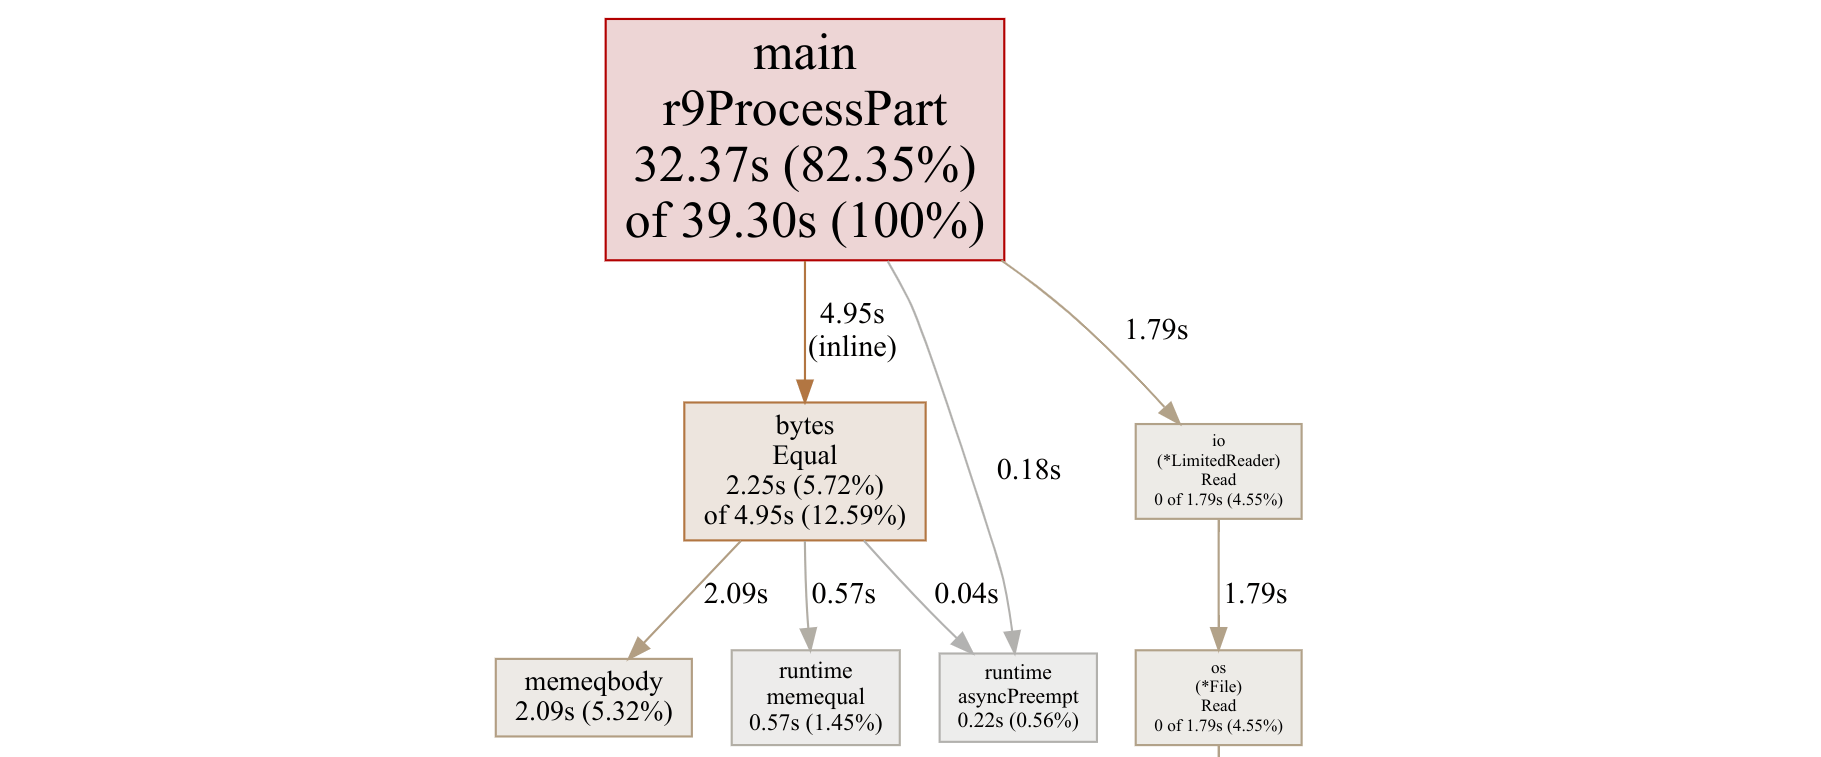 main
r9ProcessPart
32.37s (82.35%)
of 39.30s (100%)
4.95s
(inline)
1.79s
bytes
Equal
2.25s (5.72%)
of 4.95s (12.59%)
0.18s
io
(*LimitedReader)
Read
0 of 1.79s (4.55%)
2.09s
0.57s
0.04s
1.79s
memeqbody
2.09s (5.32%)
runtime
memequal
0.57s (1.45%)
runtime
asyncPreempt
0.22s (0.56%)
os
(*File)
Read
0 of 1.79s (4.55%)